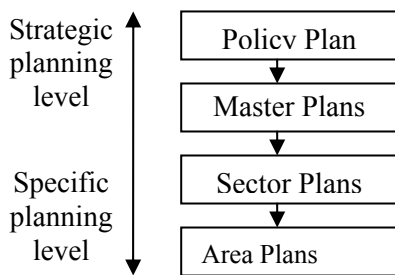 Strategic
planning
level
Policv Plan
Master Plans
Specific
planning
level
Sector Plans
Area Plans